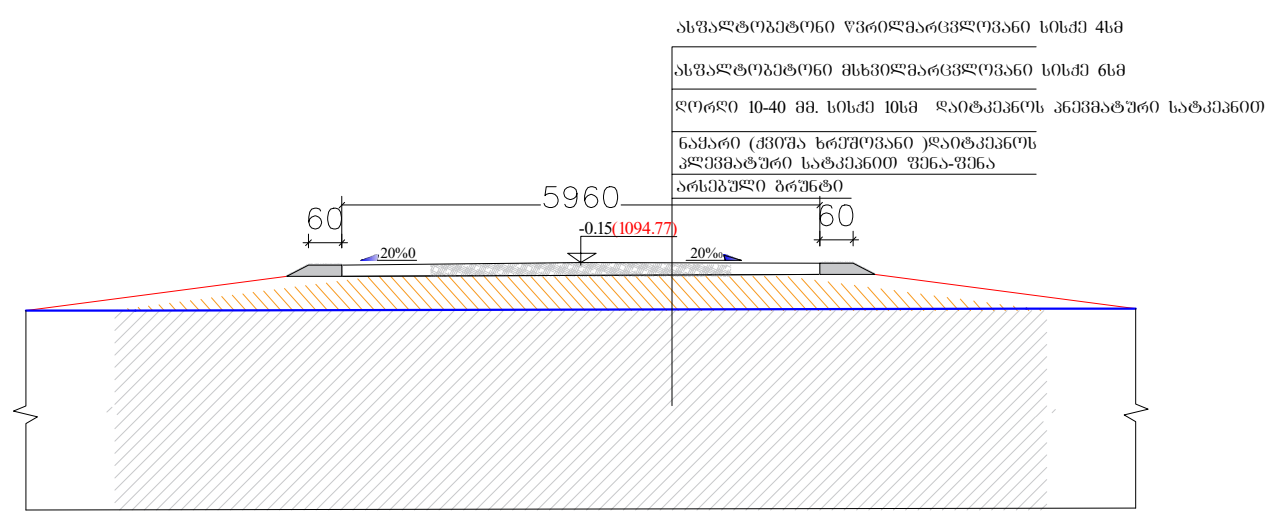 ასფალტობეტონი წვრილმარცვლოვანი სისქე 4სმ
ასფალტობეტონი მსხვილმარცვლოვანი სისქე 6სმ
ღორღი 10-40 მმ. სისქე 10სმ დაიტკეპნოს პნევმატური სატკეპნით
ნაყარი (ქვიშა ხრეშოვანი )დაიტკეპნოს
პლევმატური სატკეპნით ფენა-ფენა
არსებული გრუნტი
5960
60
60
-0.15(1094.77)
20%0
20‰